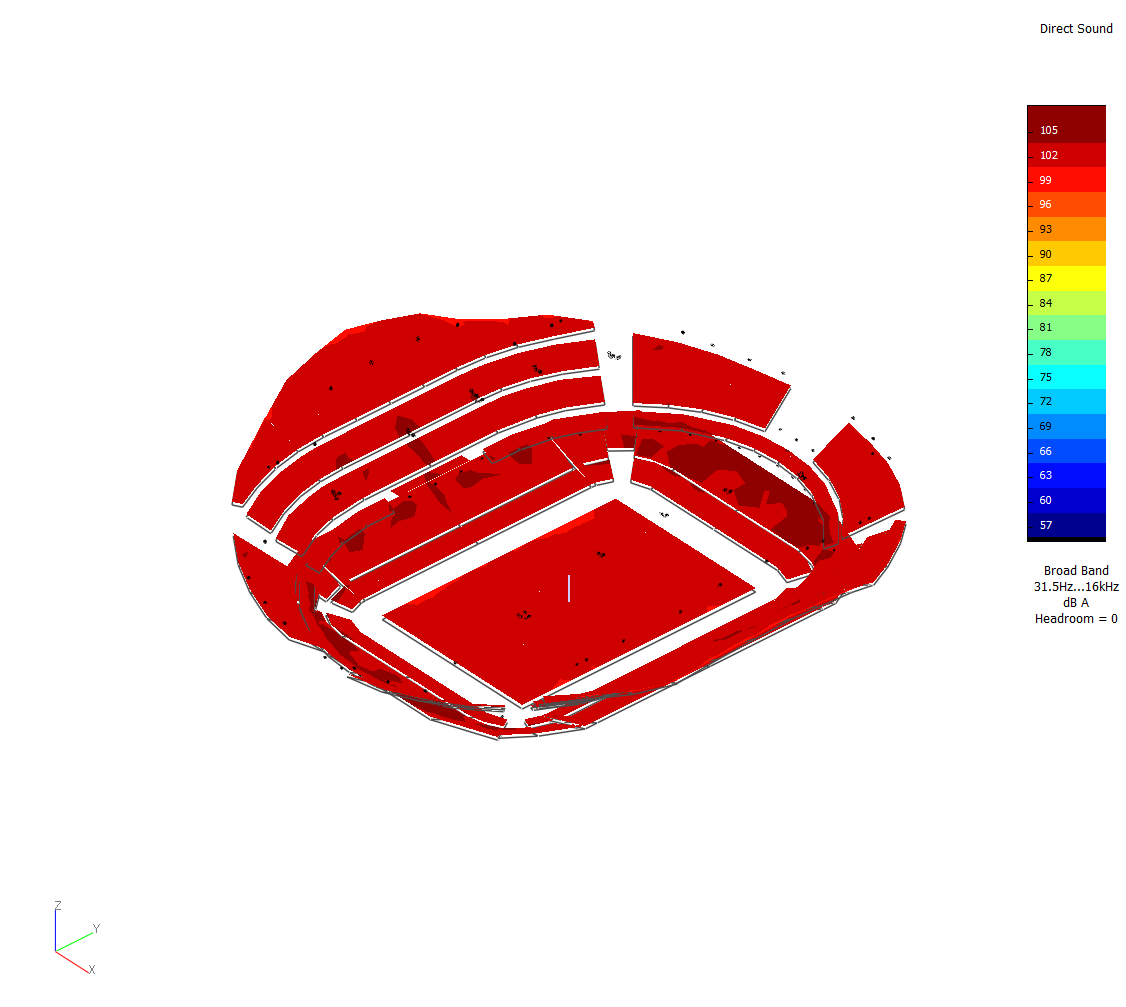 Direct Sound
105
102
99
96
93
90
87
84
81
78
75
72
69
66
63
60
57
Broad Band
31.5Hz...16kHz
dB A
Headroom = 0
Z
Y
X